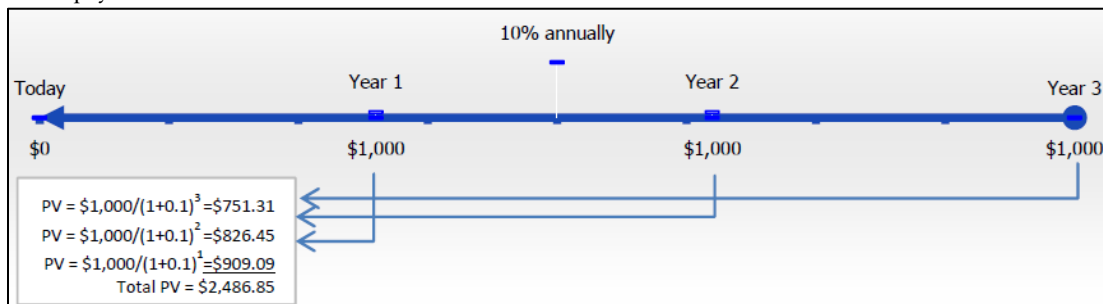 10% annually
Today Year 1 Year 2 Year 3
$0 $1,000 $1,000 $1,000
PV = $1,000/(1+0.1)³=$751.31
PV = $1,000/(1+0.1)²=$826.45
PV = $1,000/(1+0.1)¹=$909.09
Total PV = $2,486.85